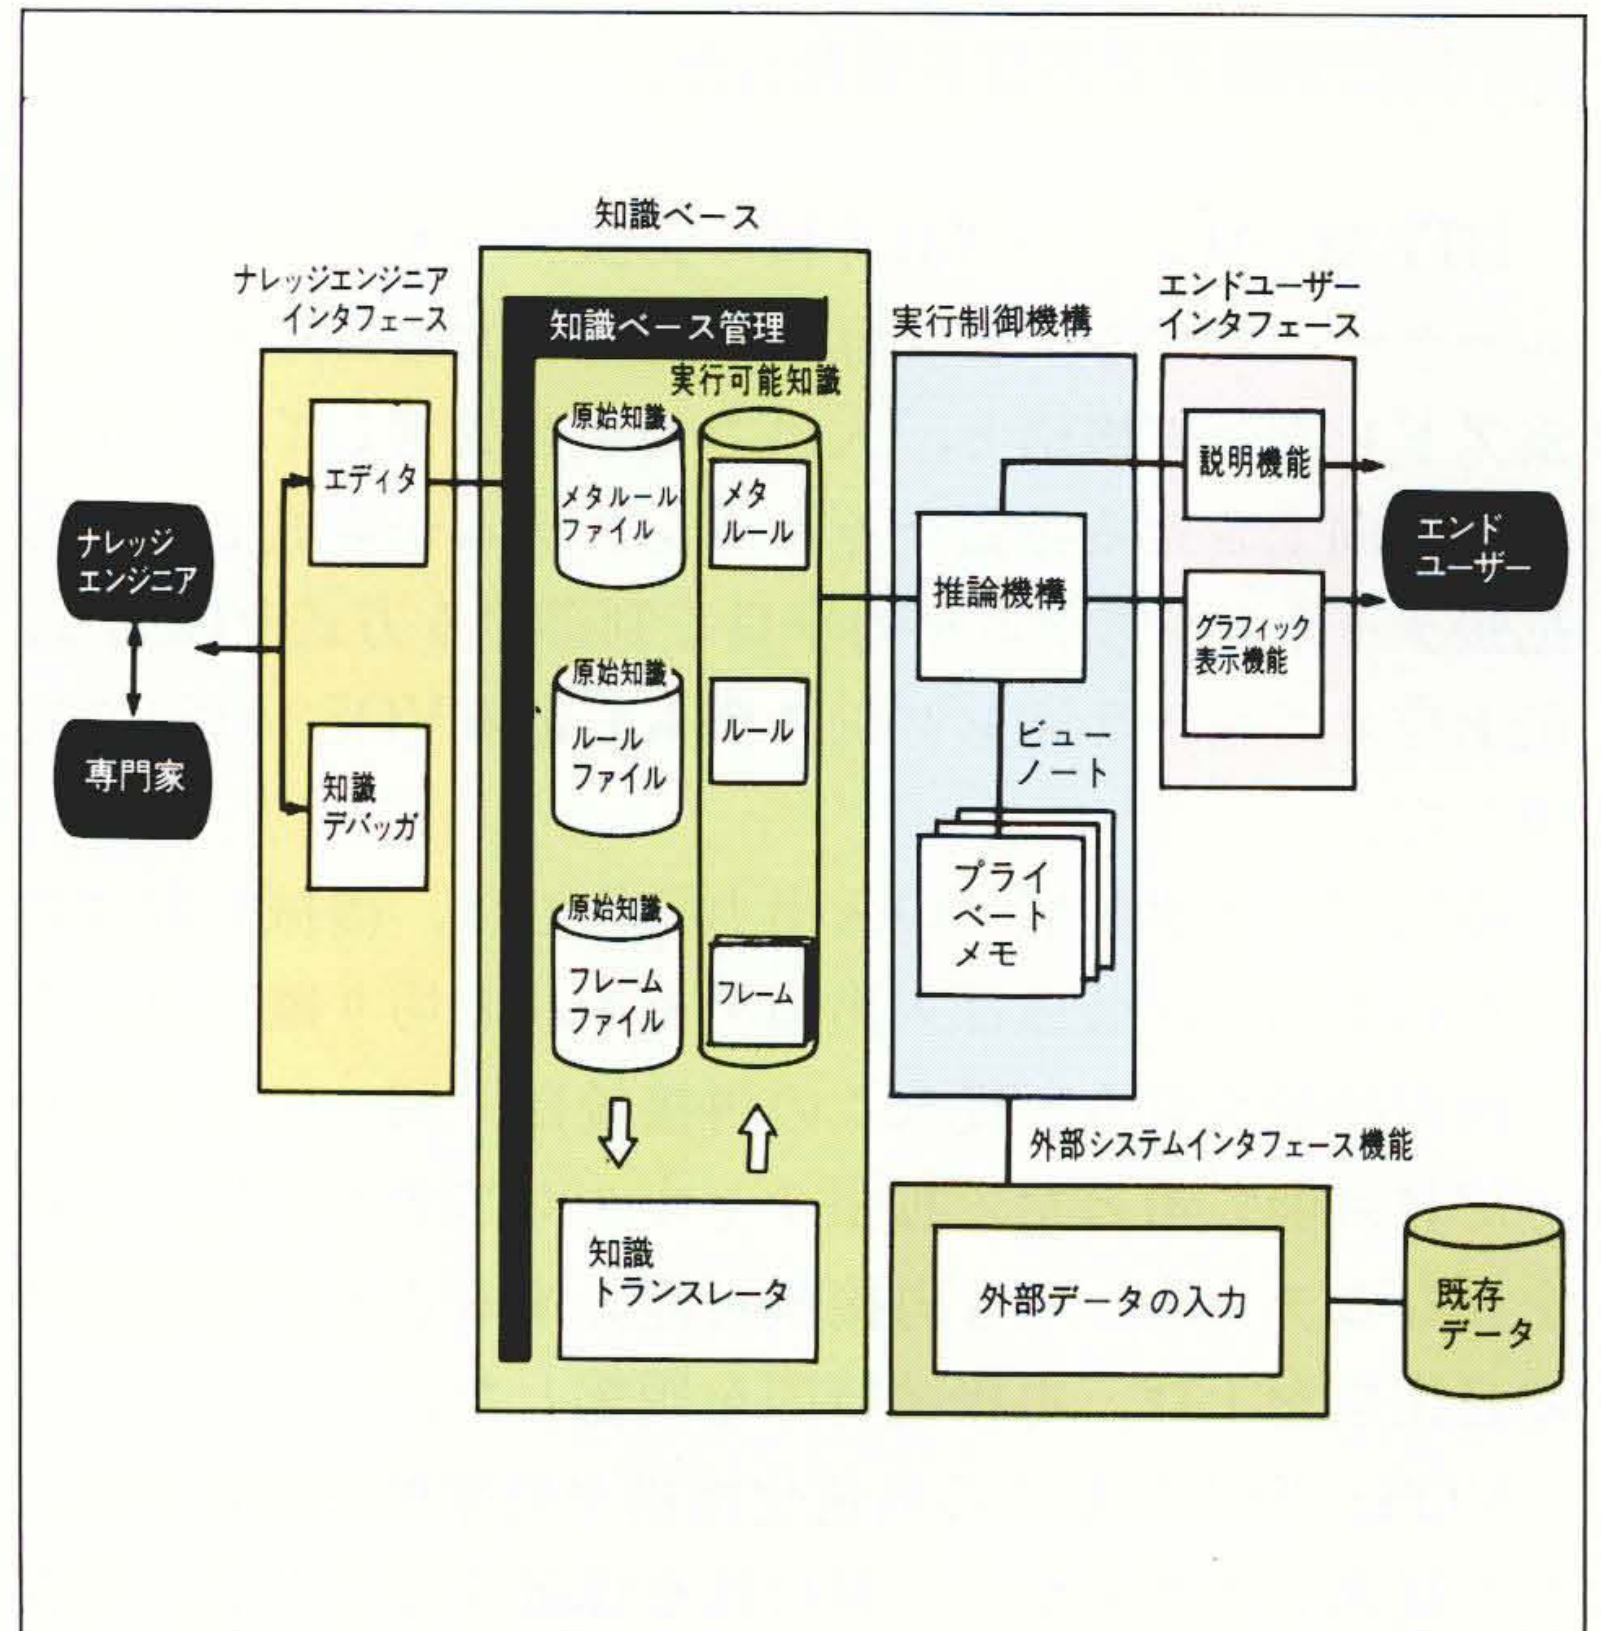 知識ベース
ナレッジエンジニア
インタフェース
知識ベース管理
実行制御機構
エンドユーザー
インタフェース
実行可能知識
原始知識
メタルール
ファイル
メタ
ルール
エディタ
説明機能
ナレッジ
エンジニア
エンド
ユーザー
推論機構
グラフィック
表示機能
原始知識
ルール
ファイル
ルール
ビュー
ノート
専門家
知識
デバッガ
プライ
ベート
メモ
原始知識
フレーム
ファイル
フレーム
外部システムインタフェース機能
知識
トランスレータ
外部データの入力
既存
データ